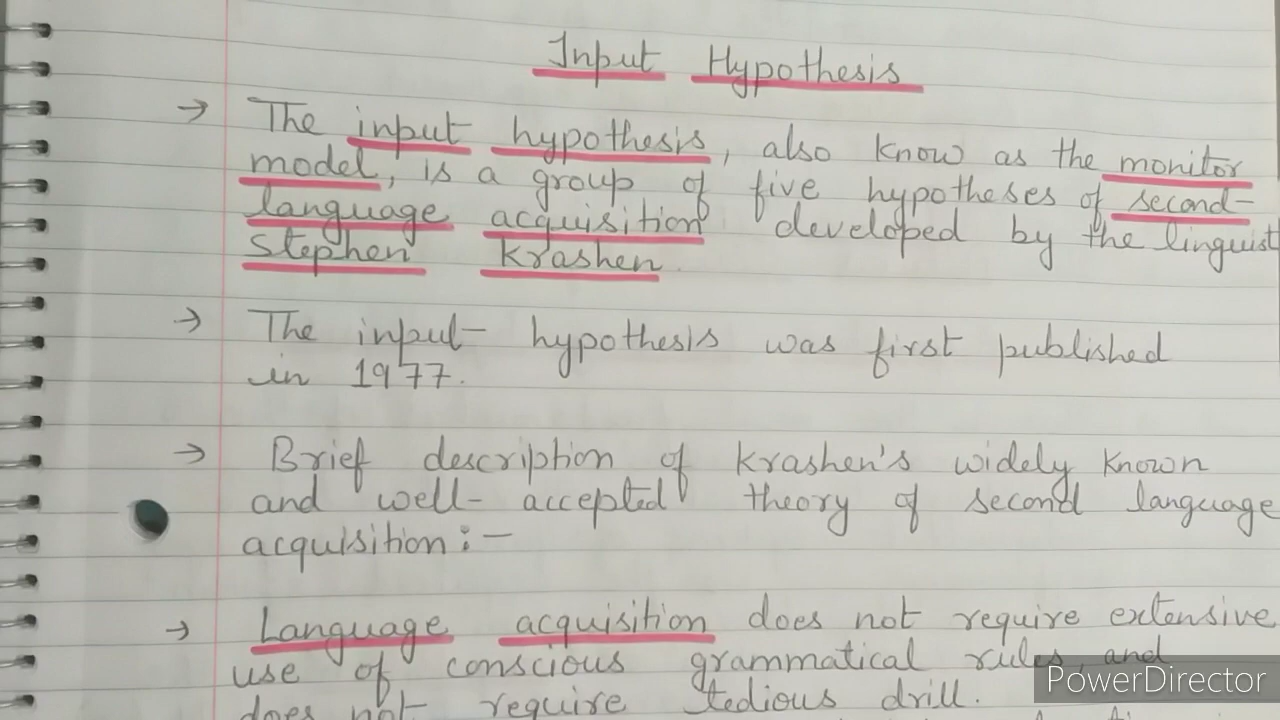 Input Hypothesis
→ The input hypothesis, also know as the monitor
model, is a group of five hypotheses of second-
language acquisition developed by the linguist
Stephen Krashen.
→ The input- hypothesis was first published
in 1977.
→ Brief description of Krashen's widely known
and well- accepted theory of second language
acquisition:-
→ Language acquisition does not require extensive
use of conscious grammatical rules, and
does not require tedious drill.
PowerDirector